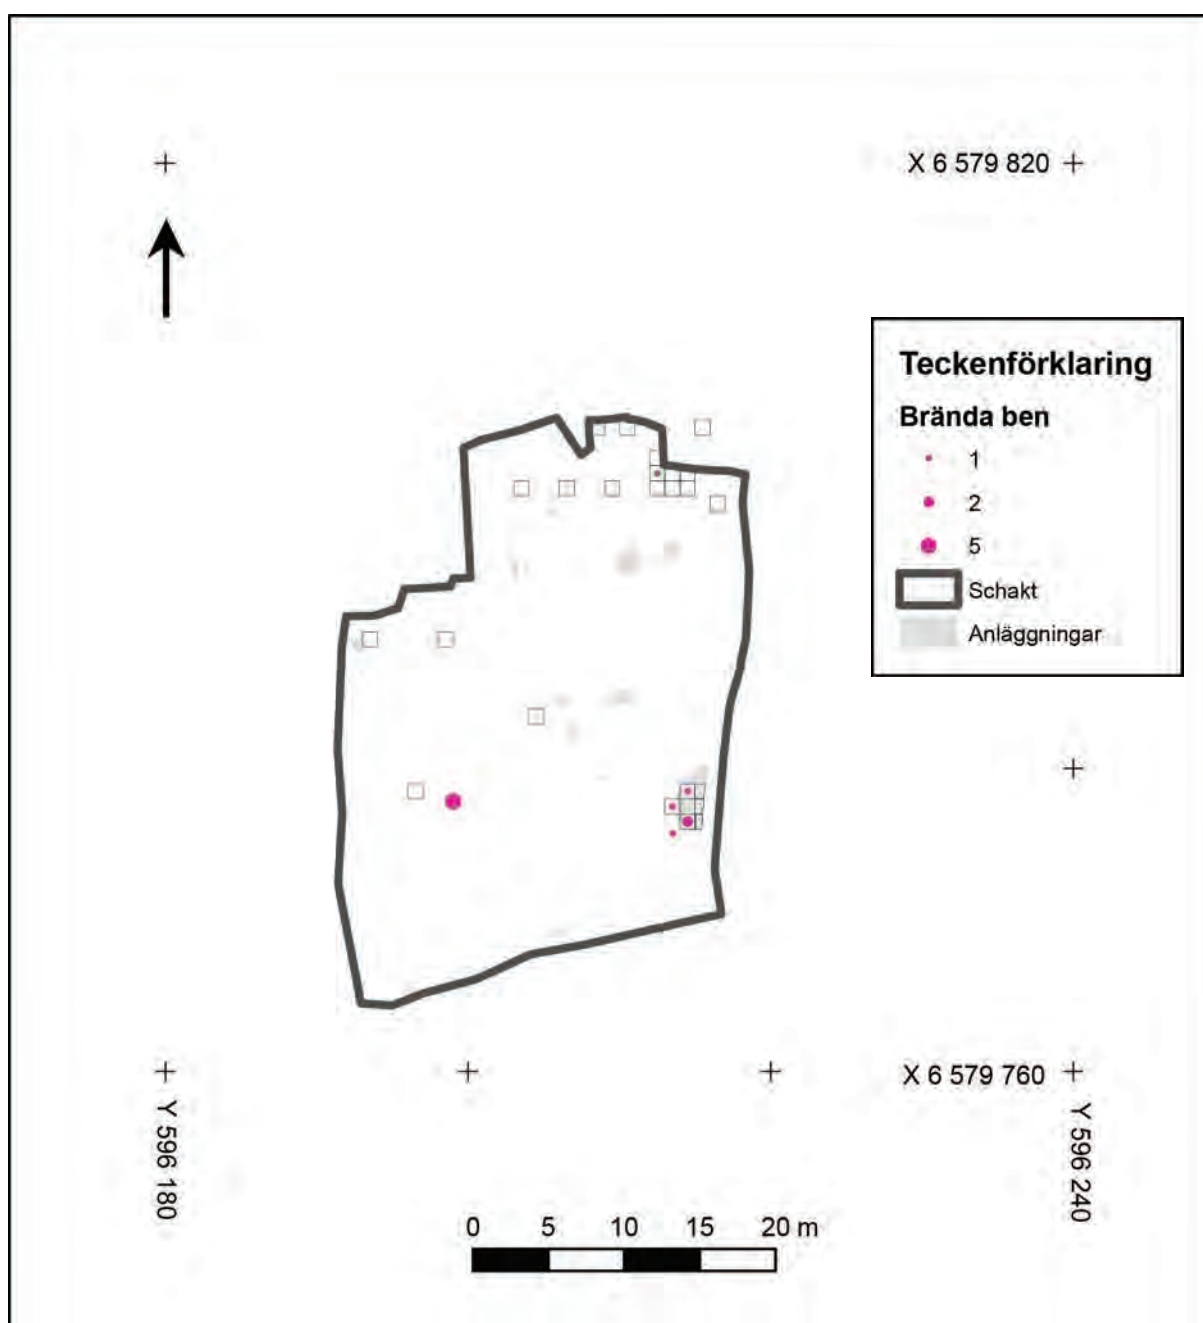 X 6 579 820
Teckenförklaring
Brända ben
1
2
5
Schakt
Anläggningar
X 6 579 760
Y 596 180
Y 596 240
0 5 10 15 20 m